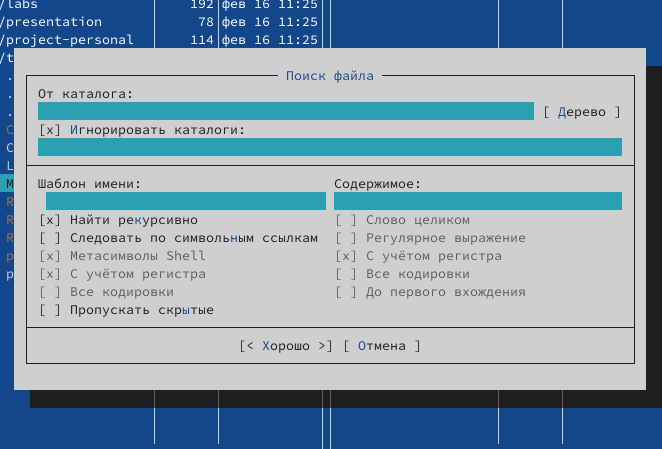 /labs 192 фев 16 11:25
/presentation 78 фев 16 11:25
/project-personal 114 фев 16 11:25
Поиск файла
От каталога:
[ Дерево ]
[x] Игнорировать каталоги:
Шаблон имени: Содержимое:
[x] Найти рекурсивно [ ] Слово целиком
[ ] Следовать по символьным ссылкам [ ] Регулярное выражение
[x] Метасимволы Shell [x] С учётом регистра
[x] С учётом регистра [ ] Все кодировки
[ ] Все кодировки [ ] До первого вхождения
[ ] Пропускать скрытые
[< Хорошо >] [ Отмена ]